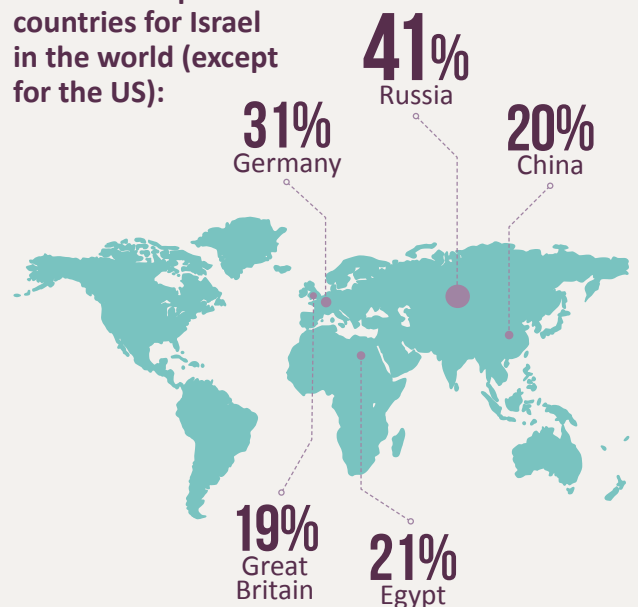 countries for Israel
in the world (except
for the US):
41%
Russia
31%
Germany
20%
China
19%
Great
Britain
21%
Egypt